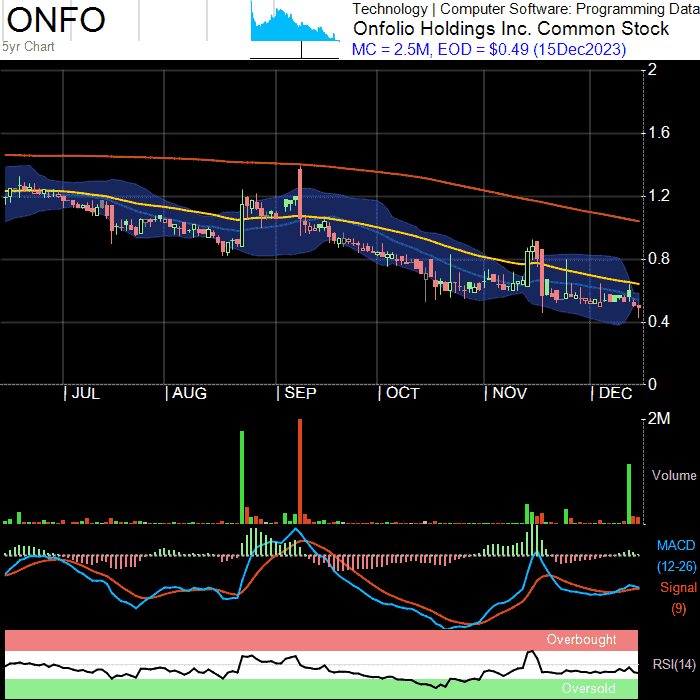 ONFO
5yr Chart
Technology | Computer Software: Programming Data
Onfolio Holdings Inc. Common Stock
MC = 2.5M, EOD = $0.49 (15Dec2023)
2
1.6
1.2
0.8
0.4
0
| JUL | AUG | SEP | OCT | NOV | DEC
2M
Volume
MACD
(12-26)
Signal
(9)
Overbought
RSI(14)
Oversold